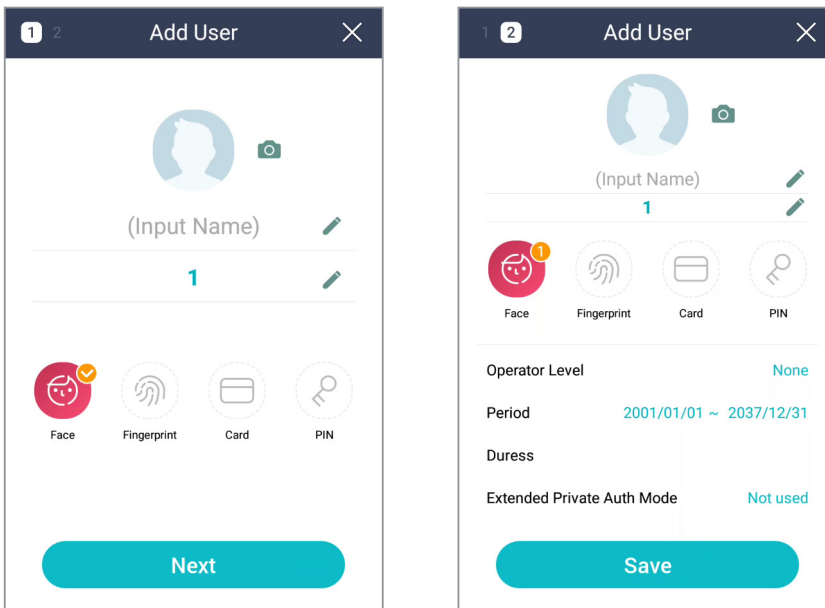 1 2 Add User
(Input Name)
1
Face Fingerprint Card PIN
Next
1 2 Add User
(Input Name)
1
1
Face Fingerprint Card PIN
Operator Level None
Period 2001/01/01 ~ 2037/12/31
Duress
Extended Private Auth Mode Not used
Save